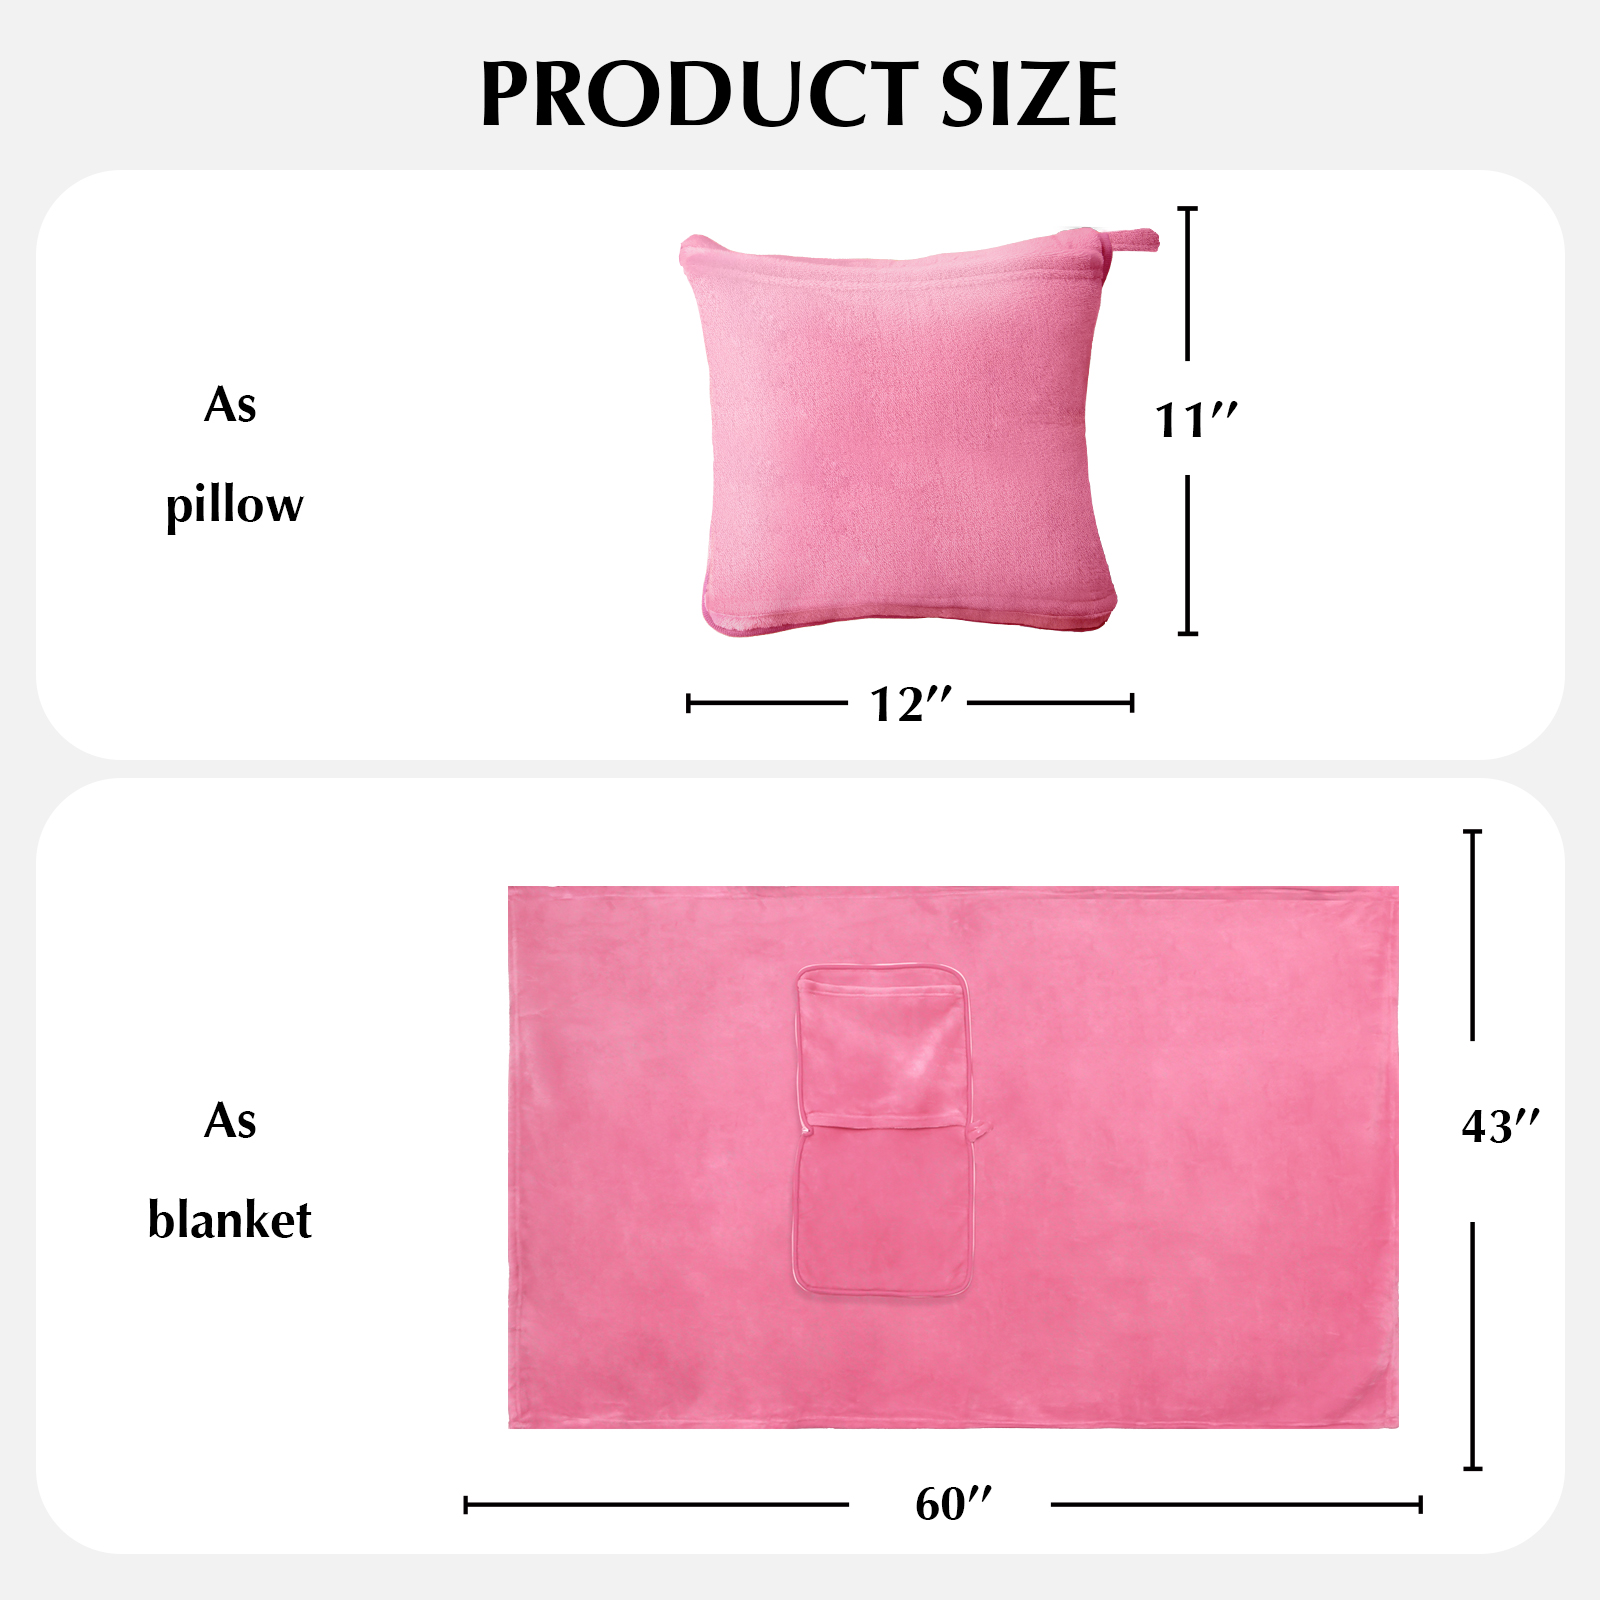 PRODUCT SIZE
As
pillow
11″
12″
As
blanket
43″
60″